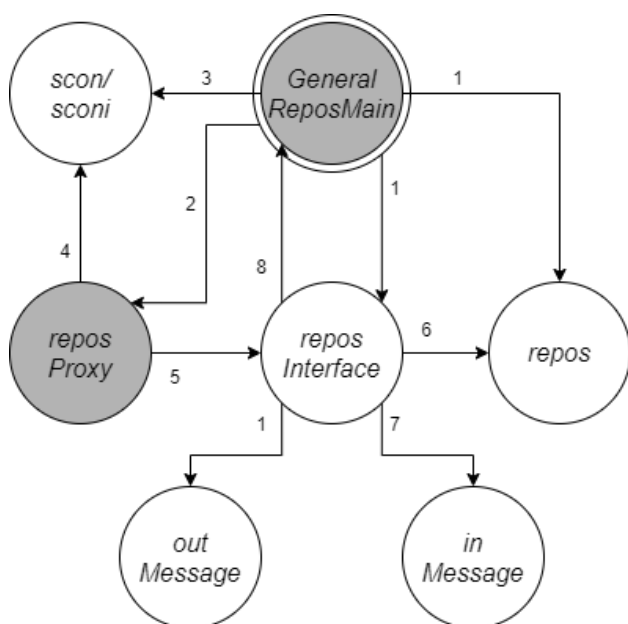 scon/
sconi
3
General
ReposMain
1
2
1
4
8
repos
Proxy
5
repos
Interface
6
repos
1
7
out
Message
in
Message